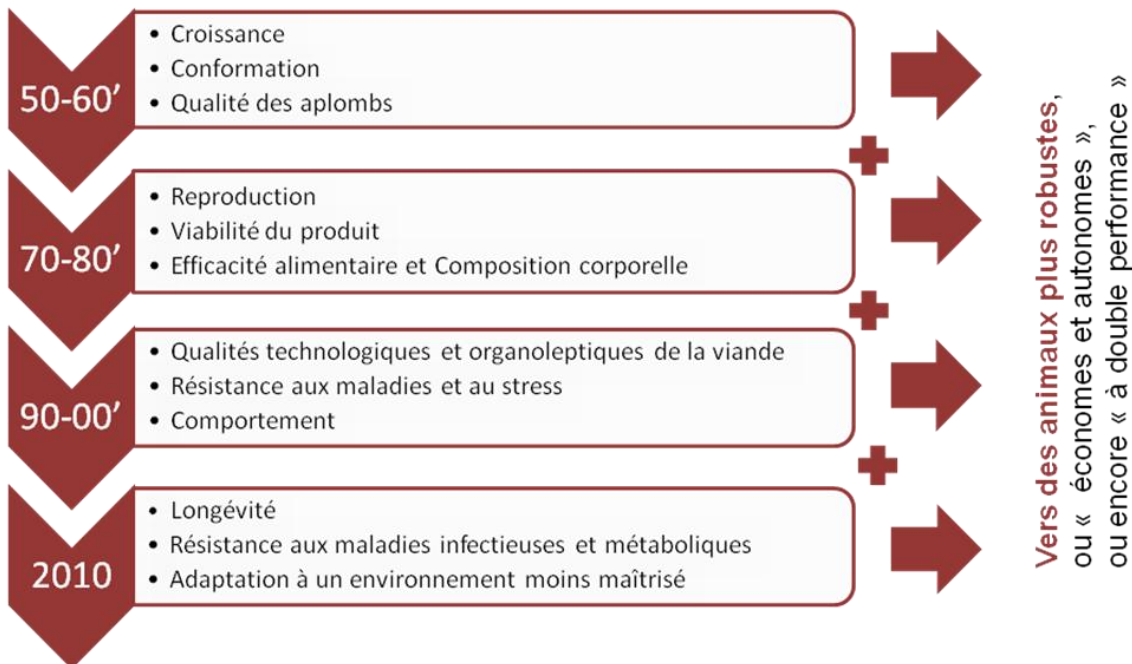 50-60’
• Croissance
• Conformation
• Qualité des aplombs
70-80’
• Reproduction
• Viabilité du produit
• Efficacité alimentaire et Composition corporelle
90-00’
• Qualités technologiques et organoleptiques de la viande
• Résistance aux maladies et au stress
• Comportement
2010
• Longévité
• Résistance aux maladies infectieuses et métaboliques
• Adaptation à un environnement moins maîtrisé
Vers des animaux plus robustes,
ou « économes et autonomes »,
ou encore « à double performance »